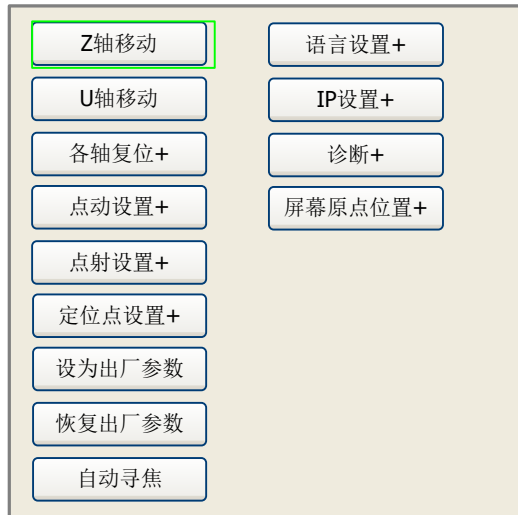 Z轴移动
U轴移动
各轴复位+
点动设置+
点射设置+
定位点设置+
设为出厂参数
恢复出厂参数
自动寻焦
语言设置+
IP设置+
诊断+
屏幕原点位置+